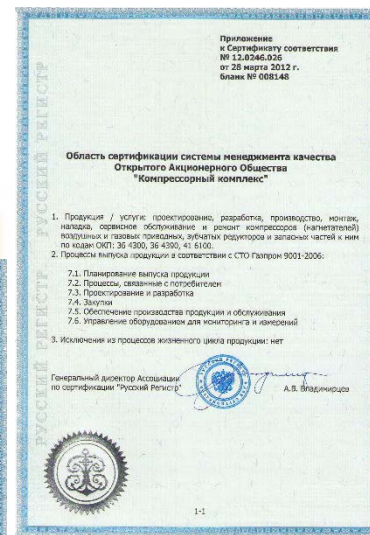 Приложение
к Сертификату соответствия
№ 12.0246.026
от 28 марта 2012 г.
бланк № 008148
Область сертификации системы менеджмента качества
Открытого Акционерного Общества
"Компрессорный комплекс"
1. Продукция / услуги: проектирование, разработка, производство, монтаж,
наладка, сервисное обслуживание и ремонт компрессоров (нагнетателей)
воздушных и газовых приводных, зубчатых редукторов и запасных частей к ним
по кодам ОКП: 36 4300, 36 4390, 41 6100.
2. Процессы выпуска продукции в соответствии с СТО Газпром 9001-2006:
7.1. Планирование выпуска продукции
7.2. Процессы, связанные с потребителем
7.3. Проектирование и разработка
7.4. Закупки
7.5. Обеспечение производства продукции и обслуживания
7.6. Управление оборудованием для мониторинга и измерений
3. Исключения из процессов жизненного цикла продукции: нет
Генеральный директор Ассоциации
по сертификации "Русский Регистр"
А.В. Владимирцев
1-1
РУССКИЙ РЕГИСТР
РУССКИЙ РЕГИСТР